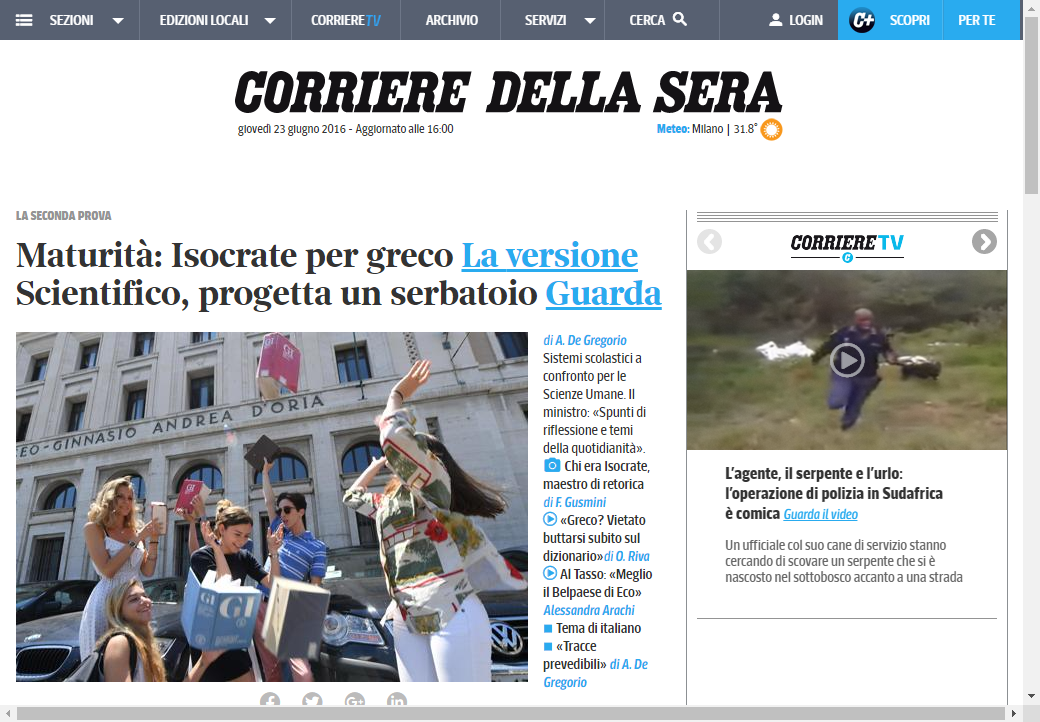 SEZIONI
EDIZIONI LOCALI
CORRIERETV
ARCHIVIO
SERVIZI
CERCA
LOGIN
C+ SCOPRI
PER TE
CORRIERE DELLA SERA
giovedì 23 giugno 2016 - Aggiornato alle 16:00
Meteo: Milano | 31.8°
LA SECONDA PROVA
Maturità: Isocrate per greco La versione
Scientifico, progetta un serbatoio Guarda
EO-GINNASIO ANDREA D'ORIA
GI
GI
GI
di A. De Gregorio
Sistemi scolastici a
confronto per le
Scienze Umane. Il
ministro: «Spunti di
riflessione e temi
della quotidianità».
Chi era Isocrate,
maestro di retorica
di F. Gusmini
«Greco? Vietato
buttarsi subito sul
dizionario»di O. Riva
Al Tasso: «Meglio
il Belpaese di Eco»
Alessandra Arachi
Tema di italiano
«Tracce
prevedibili» di A. De
Gregorio
CORRIERE TV
L'agente, il serpente e l'urlo:
l'operazione di polizia in Sudafrica
è comica Guarda il video
Un ufficiale col suo cane di servizio stanno
cercando di scovare un serpente che si è
nascosto nel sottobosco accanto a una strada